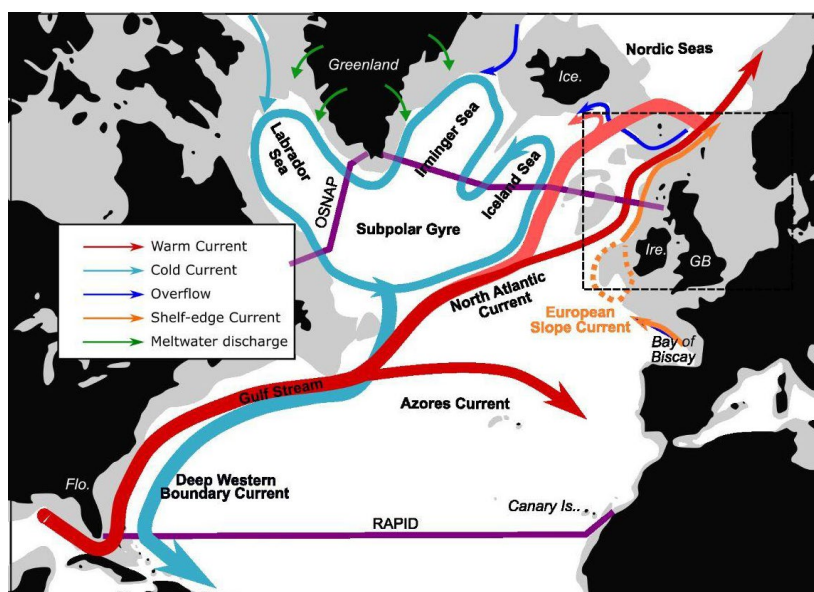 Nordic Seas
Greenland
Ice.
Labrador
Sea
Irminger Sea
Iceland Sea
OSNAP
Subpolar Gyre
Warm Current
Cold Current
Overflow
Shelf-edge Current
Meltwater discharge
Ire.
GB
North Atlantic
Current
European
Slope Current
Bay of
Biscay
Gulf Stream
Azores Current
Flo.
Deep Western
Boundary Current
Canary Is..
RAPID